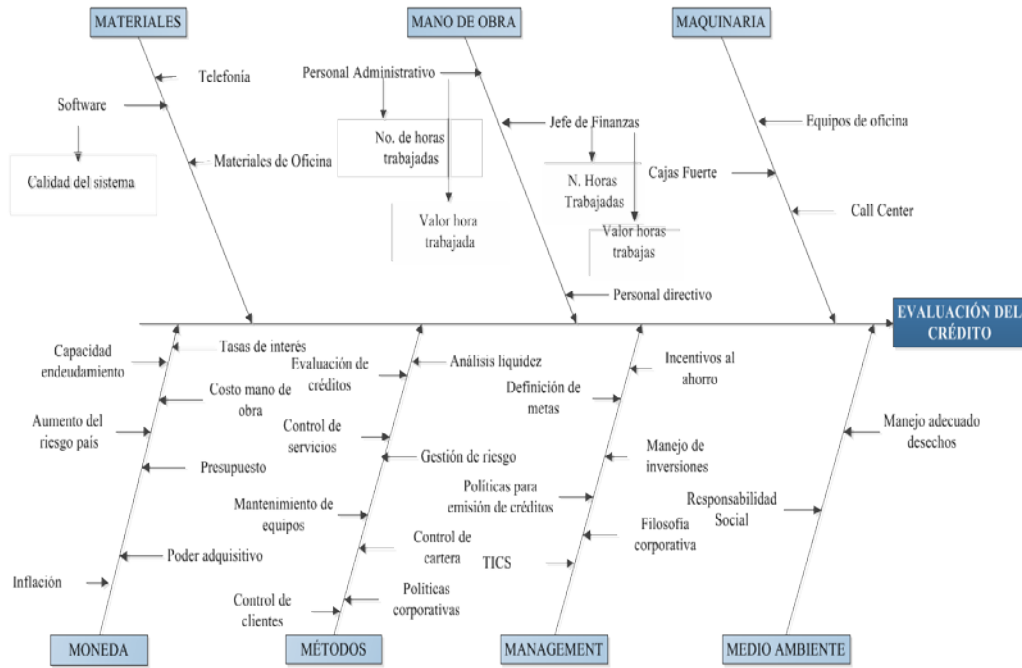 MATERIALES
MANO DE OBRA
MAQUINARIA
Telefonía
Software
Calidad del sistema
Materiales de Oficina
Personal Administrativo
No. de horas
trabajadas
Valor hora
trabajada
Jefe de Finanzas
N. Horas
Trabajadas
Valor horas
trabajas
Personal directivo
Equipos de oficina
Cajas Fuerte
Call Center
EVALUACIÓN DEL
CRÉDITO
Capacidad
endeudamiento
Tasas de interés
Costo mano de
obra
Aumento del
riesgo país
Presupuesto
Poder adquisitivo
Inflación
Evaluación de
créditos
Análisis liquidez
Control de
servicios
Gestión de riesgo
Mantenimiento de
equipos
Control de
cartera
Políticas
corporativas
Control de
clientes
Incentivos al
ahorro
Definición de
metas
Manejo de
inversiones
Políticas para
emisión de créditos
Filosofía
corporativa
TICS
Manejo adecuado
desechos
Responsabilidad
Social
MONEDA
MÉTODOS
MANAGEMENT
MEDIO AMBIENTE